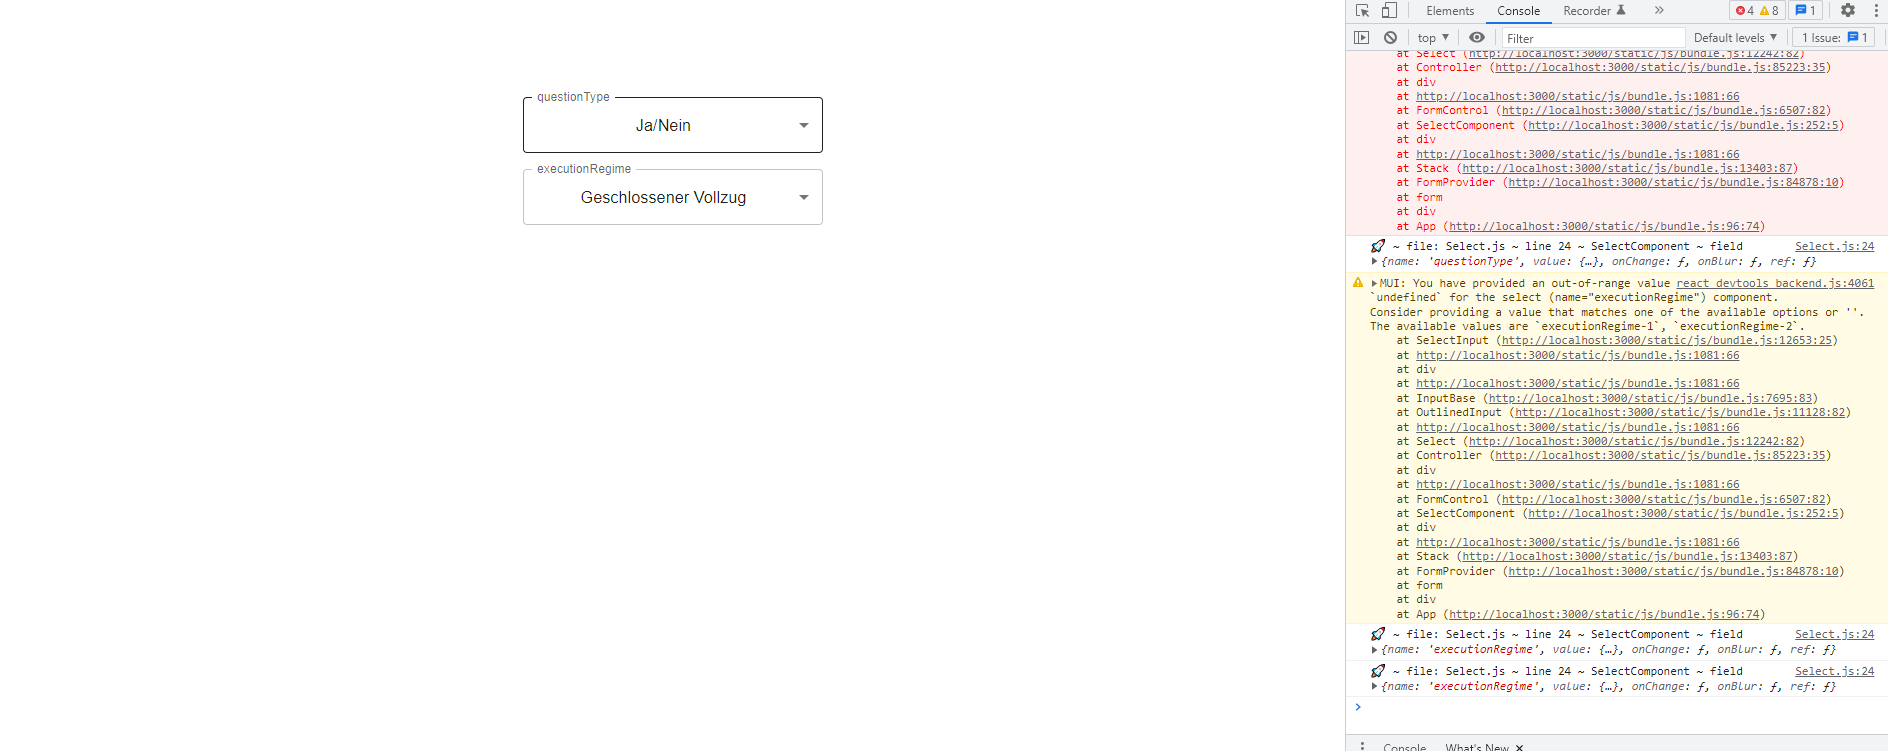 questionType
Ja/Nein
executionRegime
Geschlossener Vollzug
Elements Console Recorder » 4 8 1
top ▼ Filter Default levels ▼ 1 Issue: 1
at Select (http://localhost:3000/static/js/bundle.js:12242:82)
at Controller (http://localhost:3000/static/js/bundle.js:85223:35)
at div
at http://localhost:3000/static/js/bundle.js:1081:66
at FormControl (http://localhost:3000/static/js/bundle.js:6507:82)
at SelectComponent (http://localhost:3000/static/js/bundle.js:252:5)
at div
at http://localhost:3000/static/js/bundle.js:1081:66
at Stack (http://localhost:3000/static/js/bundle.js:13403:87)
at FormProvider (http://localhost:3000/static/js/bundle.js:84878:10)
at form
at div
at App (http://localhost:3000/static/js/bundle.js:96:74)
🚀 ~ file: Select.js ~ line 24 ~ SelectComponent ~ field Select.js:24
▶{name: 'questionType', value: {…}, onChange: ƒ, onBlur: ƒ, ref: ƒ}
▶MUI: You have provided an out-of-range value react_devtools_backend.js:4061
`undefined` for the select (name="executionRegime") component.
Consider providing a value that matches one of the available options or ''.
The available values are `executionRegime-1`, `executionRegime-2`.
at SelectInput (http://localhost:3000/static/js/bundle.js:12653:25)
at http://localhost:3000/static/js/bundle.js:1081:66
at div
at http://localhost:3000/static/js/bundle.js:1081:66
at InputBase (http://localhost:3000/static/js/bundle.js:7695:83)
at OutlinedInput (http://localhost:3000/static/js/bundle.js:11128:82)
at http://localhost:3000/static/js/bundle.js:1081:66
at Select (http://localhost:3000/static/js/bundle.js:12242:82)
at Controller (http://localhost:3000/static/js/bundle.js:85223:35)
at div
at http://localhost:3000/static/js/bundle.js:1081:66
at FormControl (http://localhost:3000/static/js/bundle.js:6507:82)
at SelectComponent (http://localhost:3000/static/js/bundle.js:252:5)
at div
at http://localhost:3000/static/js/bundle.js:1081:66
at Stack (http://localhost:3000/static/js/bundle.js:13403:87)
at FormProvider (http://localhost:3000/static/js/bundle.js:84878:10)
at form
at div
at App (http://localhost:3000/static/js/bundle.js:96:74)
🚀 ~ file: Select.js ~ line 24 ~ SelectComponent ~ field Select.js:24
▶{name: 'executionRegime', value: {…}, onChange: ƒ, onBlur: ƒ, ref: ƒ}
🚀 ~ file: Select.js ~ line 24 ~ SelectComponent ~ field Select.js:24
▶{name: 'executionRegime', value: {…}, onChange: ƒ, onBlur: ƒ, ref: ƒ}
Console What's New ×